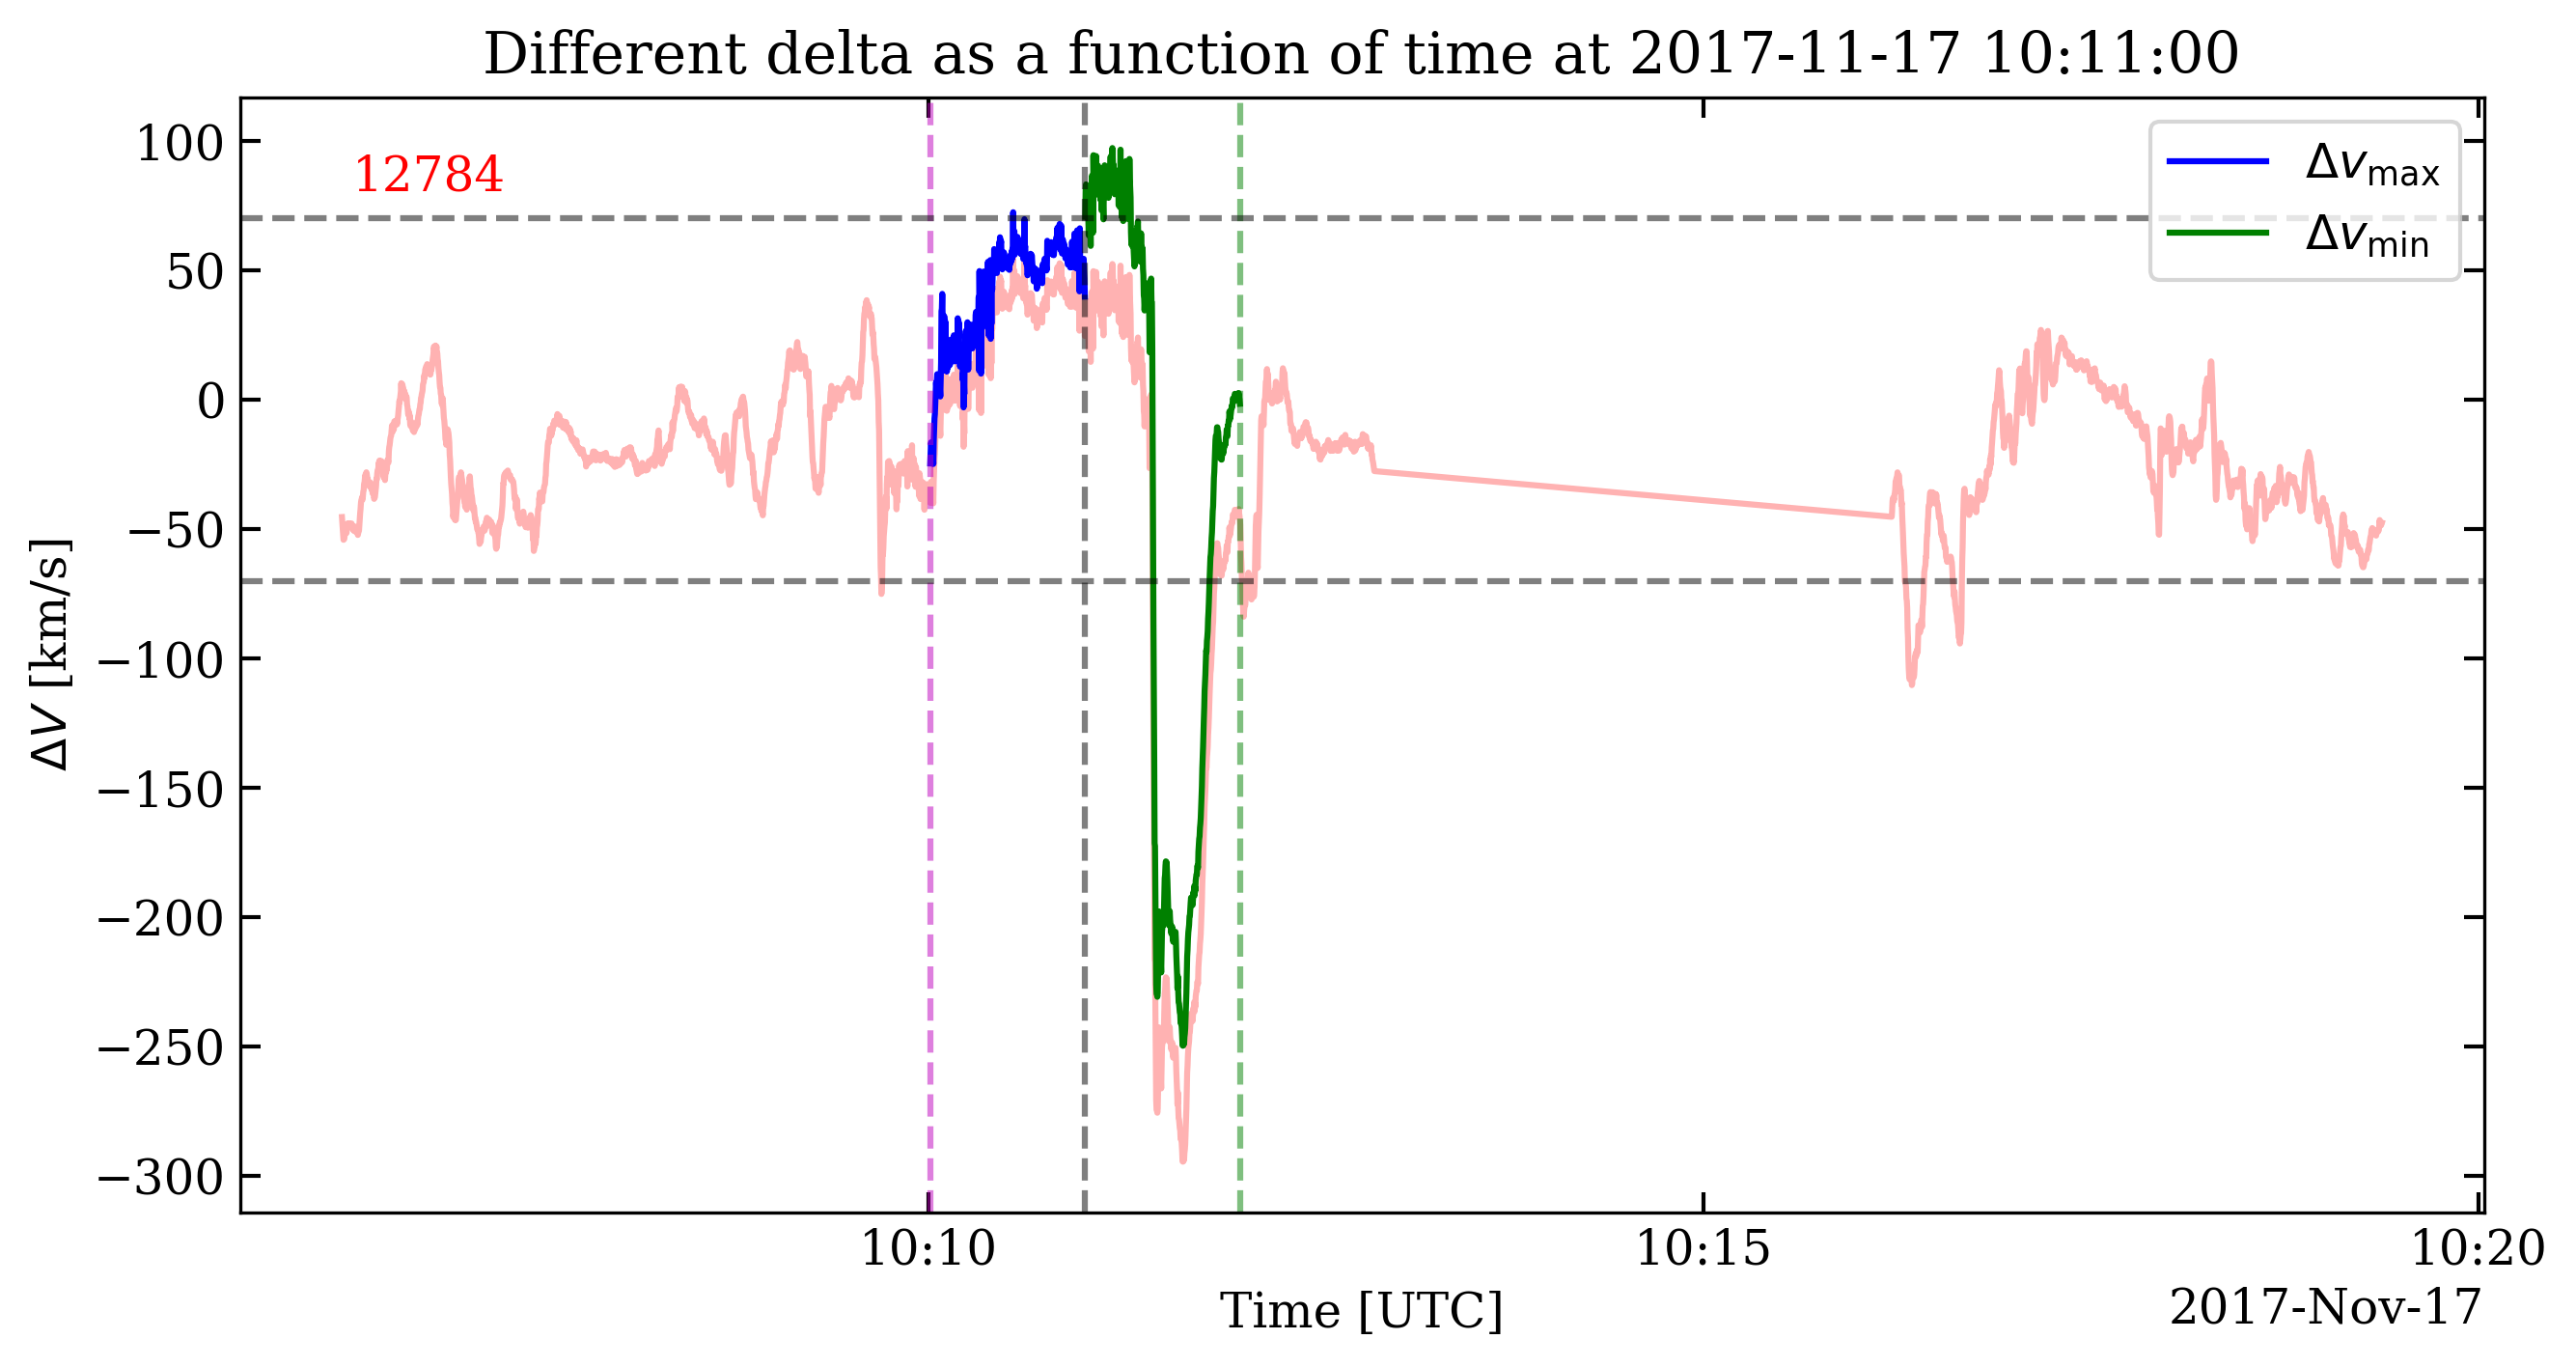 Different delta as a function of time at 2017-11-17 10:11:00
12784
Δv_max
Δv_min
ΔV [km/s]
100
50
0
−50
−100
−150
−200
−250
−300
10:10
10:15
10:20
Time [UTC]
2017-Nov-17